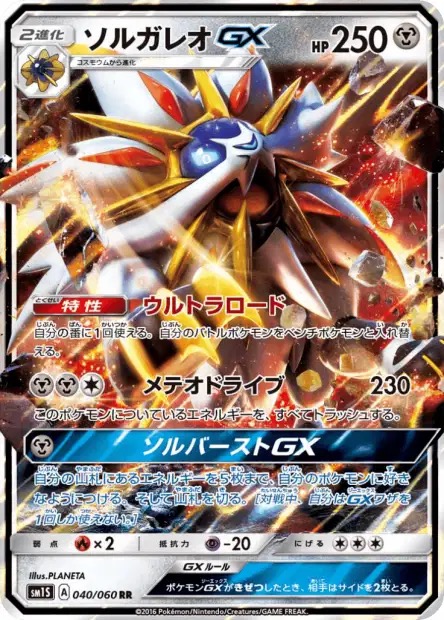 2進化
ソルガレオGX HP250
コスモウムから進化
とくせい
特性 ウルトラロード
自分の番に1回使える。自分のバトルポケモンをベンチポケモンと入れ替
える。
メテオドライブ 230
このポケモンについているエネルギーを、すべてトラッシュする。
ソルバーストGX
自分の山札にあるエネルギーを5枚まで、自分のポケモンに好き
なようにつける。そして山札を切る。[対戦中、自分はGXワザを
1回しか使えない。]
弱点 ×2 抵抗力 -20 にげる
GXルール
Illus.PLANETA
ポケモンGXがきぜつしたとき、相手はサイドを2枚とる。
SM1S A 040/060 RR
©2016 Pokémon/Nintendo/Creatures/GAME FREAK.